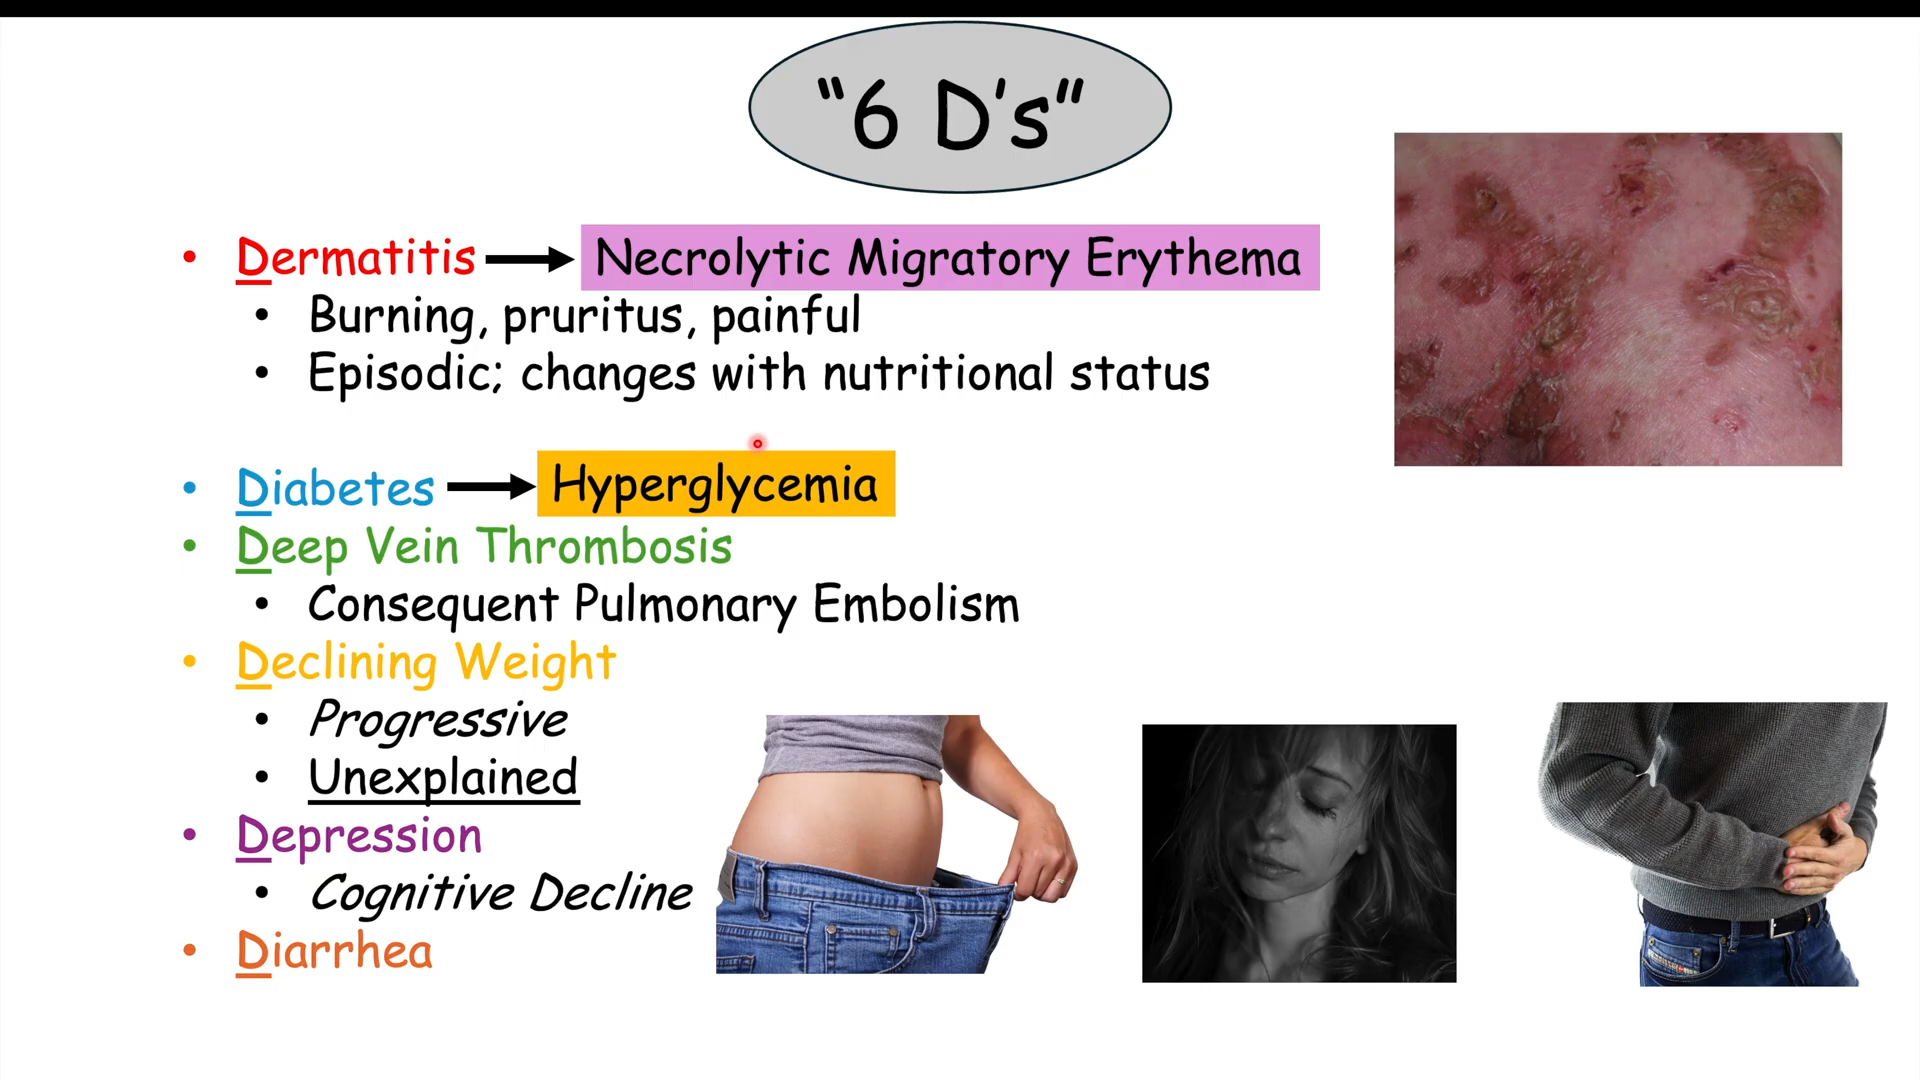 “6 D’s”
• Dermatitis → Necrolytic Migratory Erythema
• Burning, pruritus, painful
• Episodic; changes with nutritional status
• Diabetes → Hyperglycemia
• Deep Vein Thrombosis
• Consequent Pulmonary Embolism
• Declining Weight
• Progressive
• Unexplained
• Depression
• Cognitive Decline
• Diarrhea